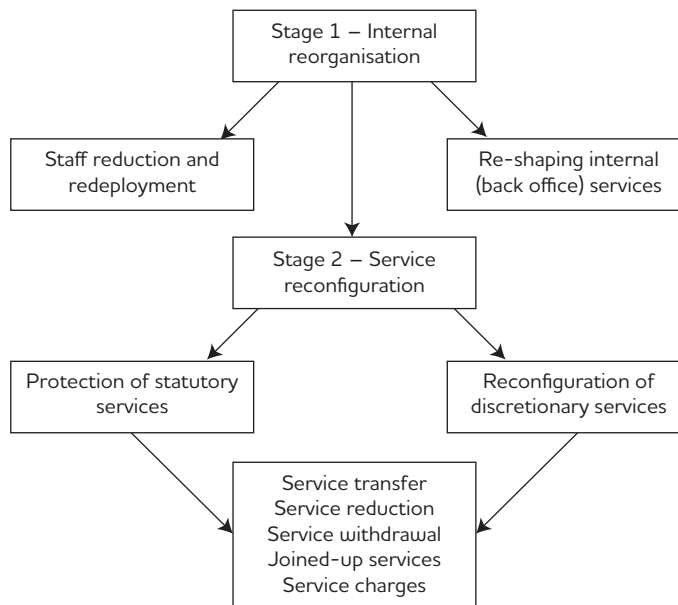 Stage 1 – Internal
reorganisation
Staff reduction and
redeployment
Re-shaping internal
(back office) services
Stage 2 – Service
reconfiguration
Protection of statutory
services
Reconfiguration of
discretionary services
Service transfer
Service reduction
Service withdrawal
Joined-up services
Service charges